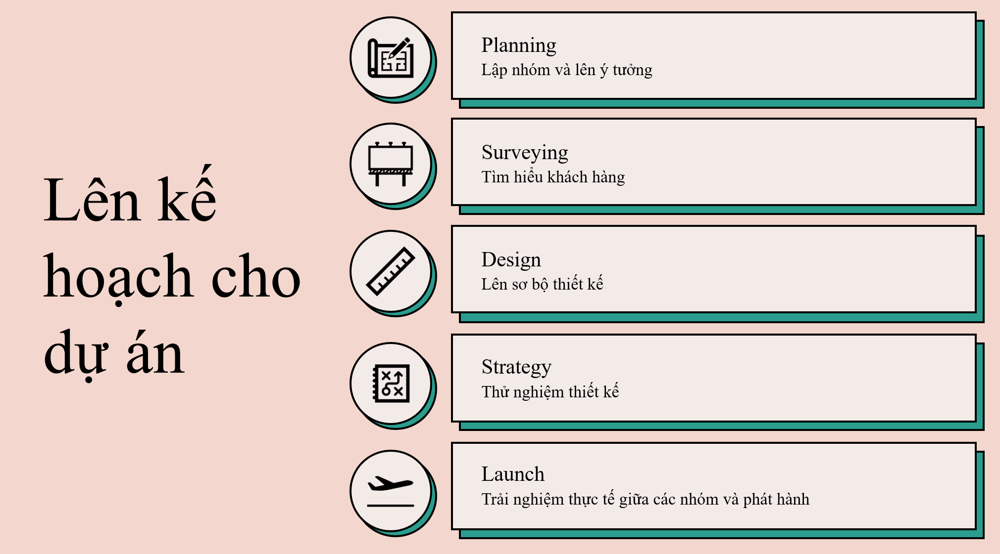 Lên kế
hoạch cho
dự án
Planning
Lập nhóm và lên ý tưởng
Surveying
Tìm hiểu khách hàng
Design
Lên sơ bộ thiết kế
Strategy
Thử nghiệm thiết kế
Launch
Trải nghiệm thực tế giữa các nhóm và phát hành